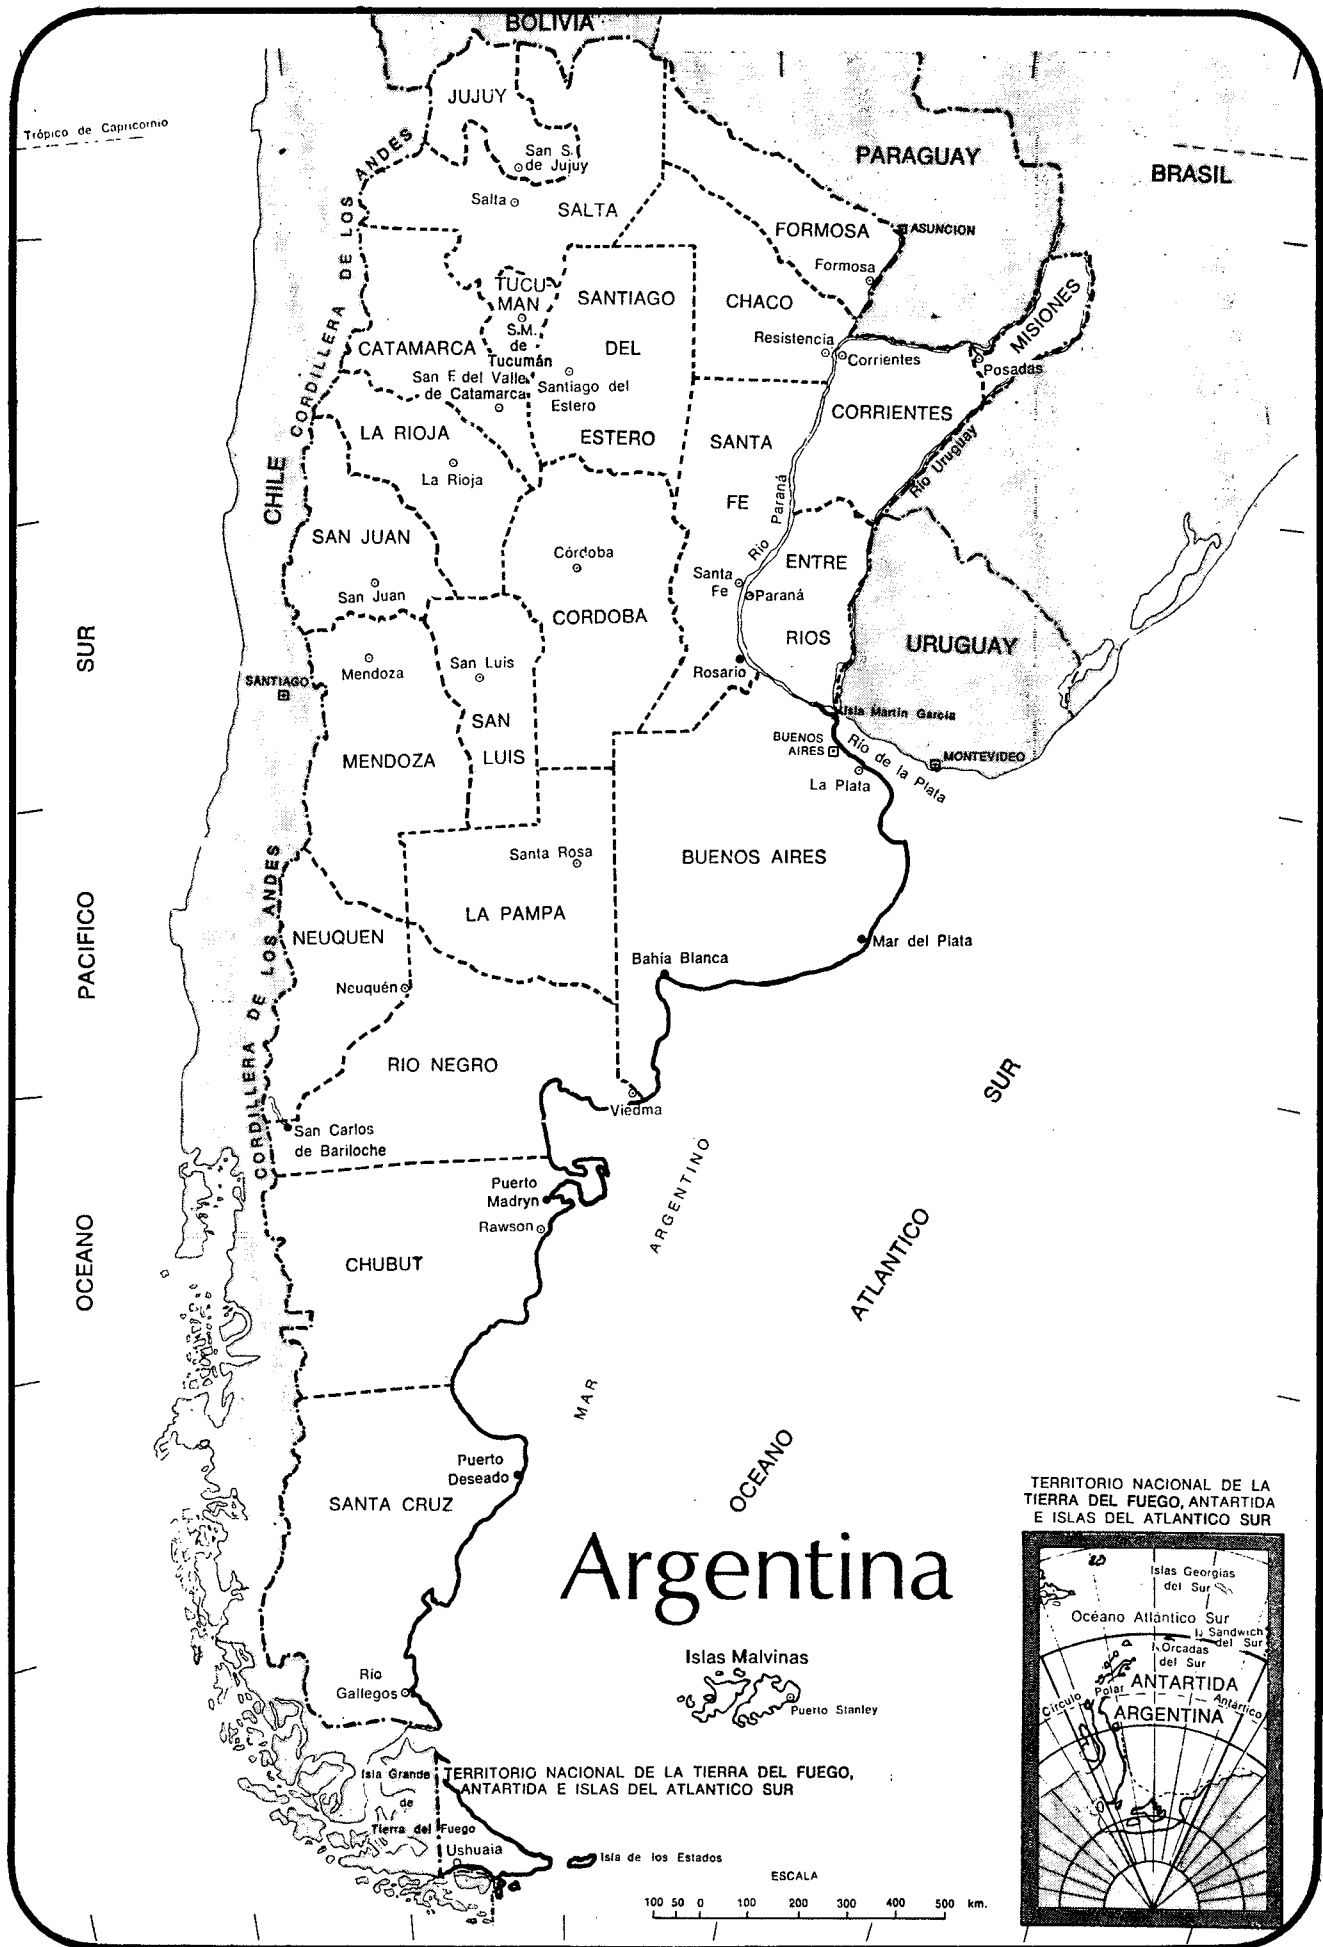 BOLIVIA
JUJUY
Trópico de Capricornio
San S.
de Jujuy
PARAGUAY
BRASIL
Salta
SALTA
FORMOSA
ASUNCION
Formosa
TUCU-
MAN
SANTIAGO
CHACO
MISIONES
S.M.
de
Tucumán
DEL
Resistencia
Corrientes
Posadas
CATAMARCA
San F. del Valle
de Catamarca
Santiago del
Estero
CORRIENTES
LA RIOJA
ESTERO
SANTA
La Rioja
Río Uruguay
CHILE
FE
Río Paraná
SAN JUAN
Córdoba
ENTRE
San Juan
Santa
Fe
Paraná
CORDOBA
RIOS
URUGUAY
SUR
Mendoza
San Luis
Rosario
SANTIAGO
SAN
LUIS
Isla Martín García
MENDOZA
BUENOS
AIRES
Río de la Plata
MONTEVIDEO
La Plata
Santa Rosa
BUENOS AIRES
LA PAMPA
PACIFICO
NEUQUEN
Mar del Plata
Bahía Blanca
Neuquén
CORDILLERA DE LOS ANDES
CORDILLERA DE LOS ANDES
RIO NEGRO
SUR
Viedma
San Carlos
de Bariloche
ARGENTINO
Puerto
Madryn
Rawson
OCEANO
CHUBUT
ATLANTICO
MAR
OCEANO
Puerto
Deseado
SANTA CRUZ
TERRITORIO NACIONAL DE LA
TIERRA DEL FUEGO, ANTARTIDA
E ISLAS DEL ATLANTICO SUR
Argentina
Islas Georgias
del Sur
Océano Atlántico Sur
Is. Sandwich
del Sur
Is. Orcadas
del Sur
ANTARTIDA
Círculo Polar Antártico
ARGENTINA
Islas Malvinas
Puerto Stanley
Río
Gallegos
Isla Grande
de
Tierra del Fuego
TERRITORIO NACIONAL DE LA TIERRA DEL FUEGO,
ANTARTIDA E ISLAS DEL ATLANTICO SUR
Ushuaia
Isla de los Estados
ESCALA
100 50 0 100 200 300 400 500 km.